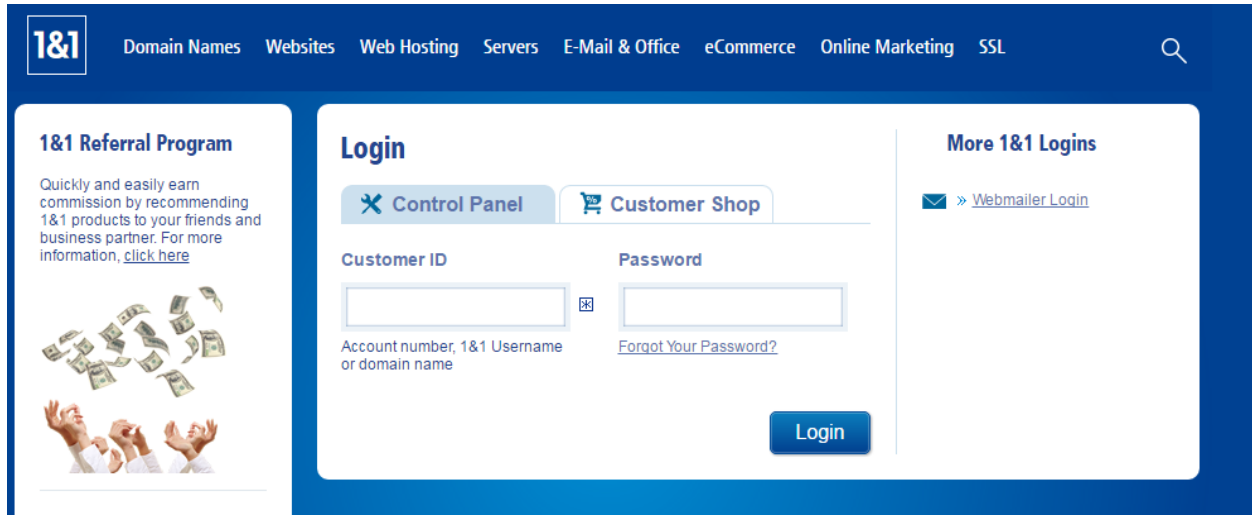 1&1
Domain Names Websites Web Hosting Servers E-Mail & Office eCommerce Online Marketing SSL
1&1 Referral Program
Quickly and easily earn
commission by recommending
1&1 products to your friends and
business partner. For more
information, click here
Login
Control Panel
% Customer Shop
Customer ID
Password
Account number, 1&1 Username
or domain name
Forgot Your Password?
Login
More 1&1 Logins
» Webmailer Login